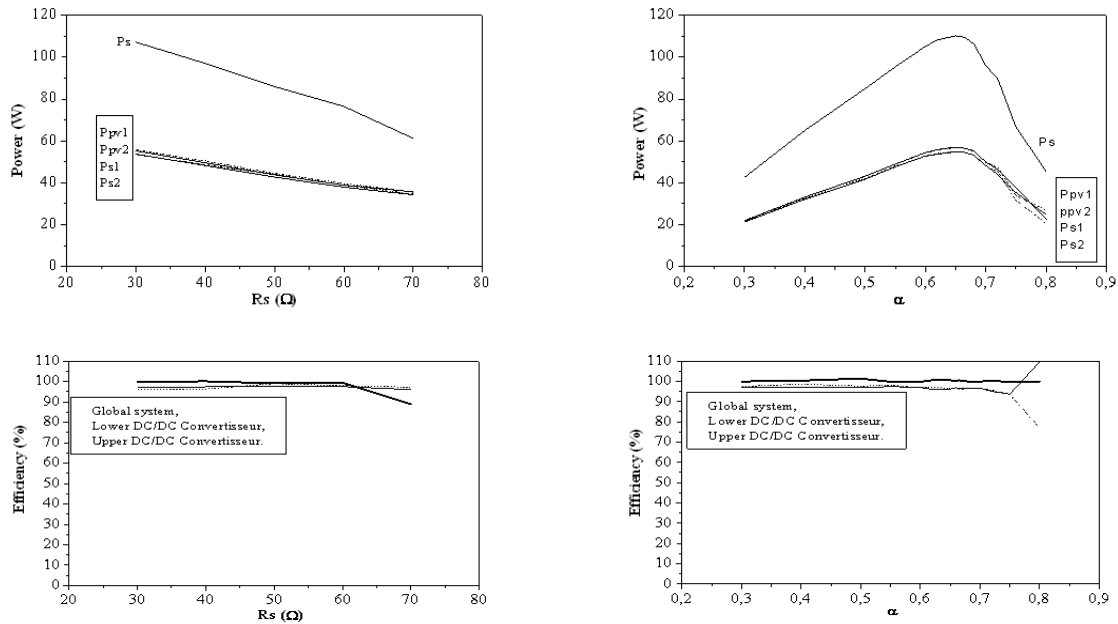 120
100
80
60
40
20
0
Power (W)
Ps
Ppv1
Ppv2
Ps1
Ps2
20 30 40 50 60 70 80
Rs (Ω)
120
100
80
60
40
20
0
Power (W)
Ps
Ppv1
ppv2
Ps1
Ps2
0,2 0,3 0,4 0,5 0,6 0,7 0,8 0,9
α
110
100
90
80
70
60
50
40
30
20
10
0
Efficiency (%)
Global system,
Lower DC/DC Convertisseur,
Upper DC/DC Convertisseur.
20 30 40 50 60 70 80
Rs (Ω)
110
100
90
80
70
60
50
40
30
20
10
0
Efficiency (%)
Global system,
Lower DC/DC Convertisseur,
Upper DC/DC Convertisseur.
0,2 0,3 0,4 0,5 0,6 0,7 0,8 0,9
α